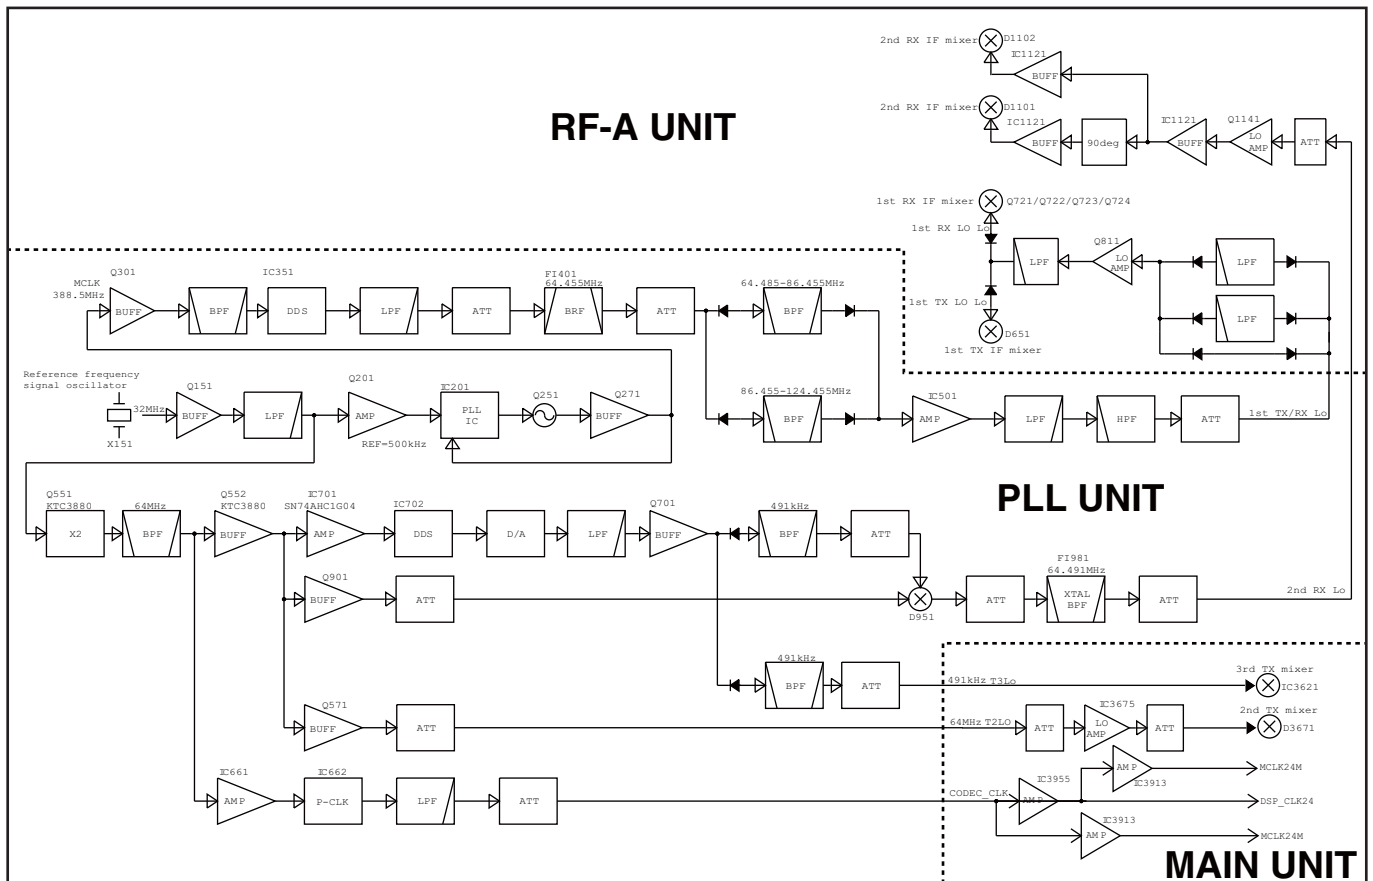 2nd RX IF mixer
D1102
IC1121
BUFF
2nd RX IF mixer
D1101
IC1121
BUFF
90deg
IC1121
BUFF
Q1141
LO
AMP
ATT
RF-A UNIT
1st RX IF mixer
Q721/Q722/Q723/Q724
1st RX LO Lo
LPF
Q811
LO
AMP
LPF
LPF
1st TX LO Lo
D651
1st TX IF mixer
MCLK
388.5MHz
Q301
BUFF
BPF
IC351
DDS
LPF
ATT
FI401
64.455MHz
BRF
ATT
64.485-86.455MHz
BPF
86.455-124.455MHz
BPF
Reference frequency
signal oscillator
32MHz
X151
Q151
BUFF
LPF
Q201
AMP
REF=500kHz
IC201
PLL
IC
Q251
Q271
BUFF
IC501
AMP
LPF
HPF
ATT
1st TX/RX Lo
PLL UNIT
Q551
KTC3880
X2
64MHz
BPF
Q552
KTC3880
BUFF
IC701
SN74AHC1G04
AMP
IC702
DDS
D/A
LPF
Q701
BUFF
491kHz
BPF
ATT
Q901
BUFF
ATT
D951
ATT
FI981
64.491MHz
XTAL
BPF
ATT
2nd RX Lo
491kHz
BPF
ATT
491kHz T3Lo
3rd TX mixer
IC3621
Q571
BUFF
ATT
64MHz T2LO
ATT
IC3675
LO
AMP
ATT
2nd TX mixer
D3671
IC661
AMP
IC662
P-CLK
LPF
ATT
CODEC_CLK
IC3955
AMP
AMP
IC3913
MCLK24M
DSP_CLK24
IC3913
AMP
MCLK24M
MAIN UNIT